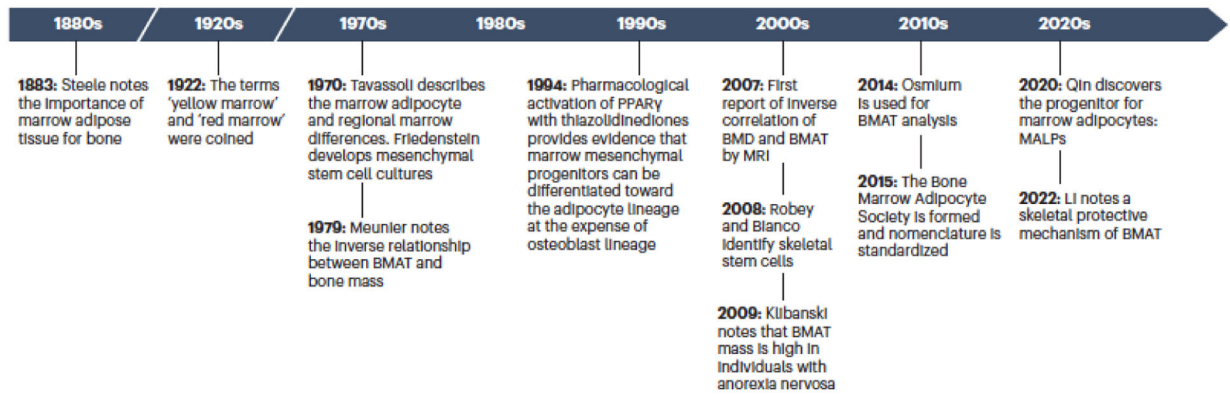 1880s
1920s
1970s
1980s
1990s
2000s
2010s
2020s
1883: Steele notes
the importance of
marrow adipose
tissue for bone
1922: The terms
‘yellow marrow’
and ‘red marrow’
were coined
1970: Tavassoli describes
the marrow adipocyte
and regional marrow
differences. Friedenstein
develops mesenchymal
stem cell cultures
1979: Meunier notes
the inverse relationship
between BMAT and
bone mass
1994: Pharmacological
activation of PPARγ
with thiazolidinediones
provides evidence that
marrow mesenchymal
progenitors can be
differentiated toward
the adipocyte lineage
at the expense of
osteoblast lineage
2007: First
report of inverse
correlation of
BMD and BMAT
by MRI
2008: Robey
and Bianco
identify skeletal
stem cells
2009: Klibanski
notes that BMAT
mass is high in
individuals with
anorexia nervosa
2014: Osmium
is used for
BMAT analysis
2015: The Bone
Marrow Adipocyte
Society is formed
and nomenclature is
standardized
2020: Qin discovers
the progenitor for
marrow adipocytes:
MALPs
2022: Li notes a
skeletal protective
mechanism of BMAT